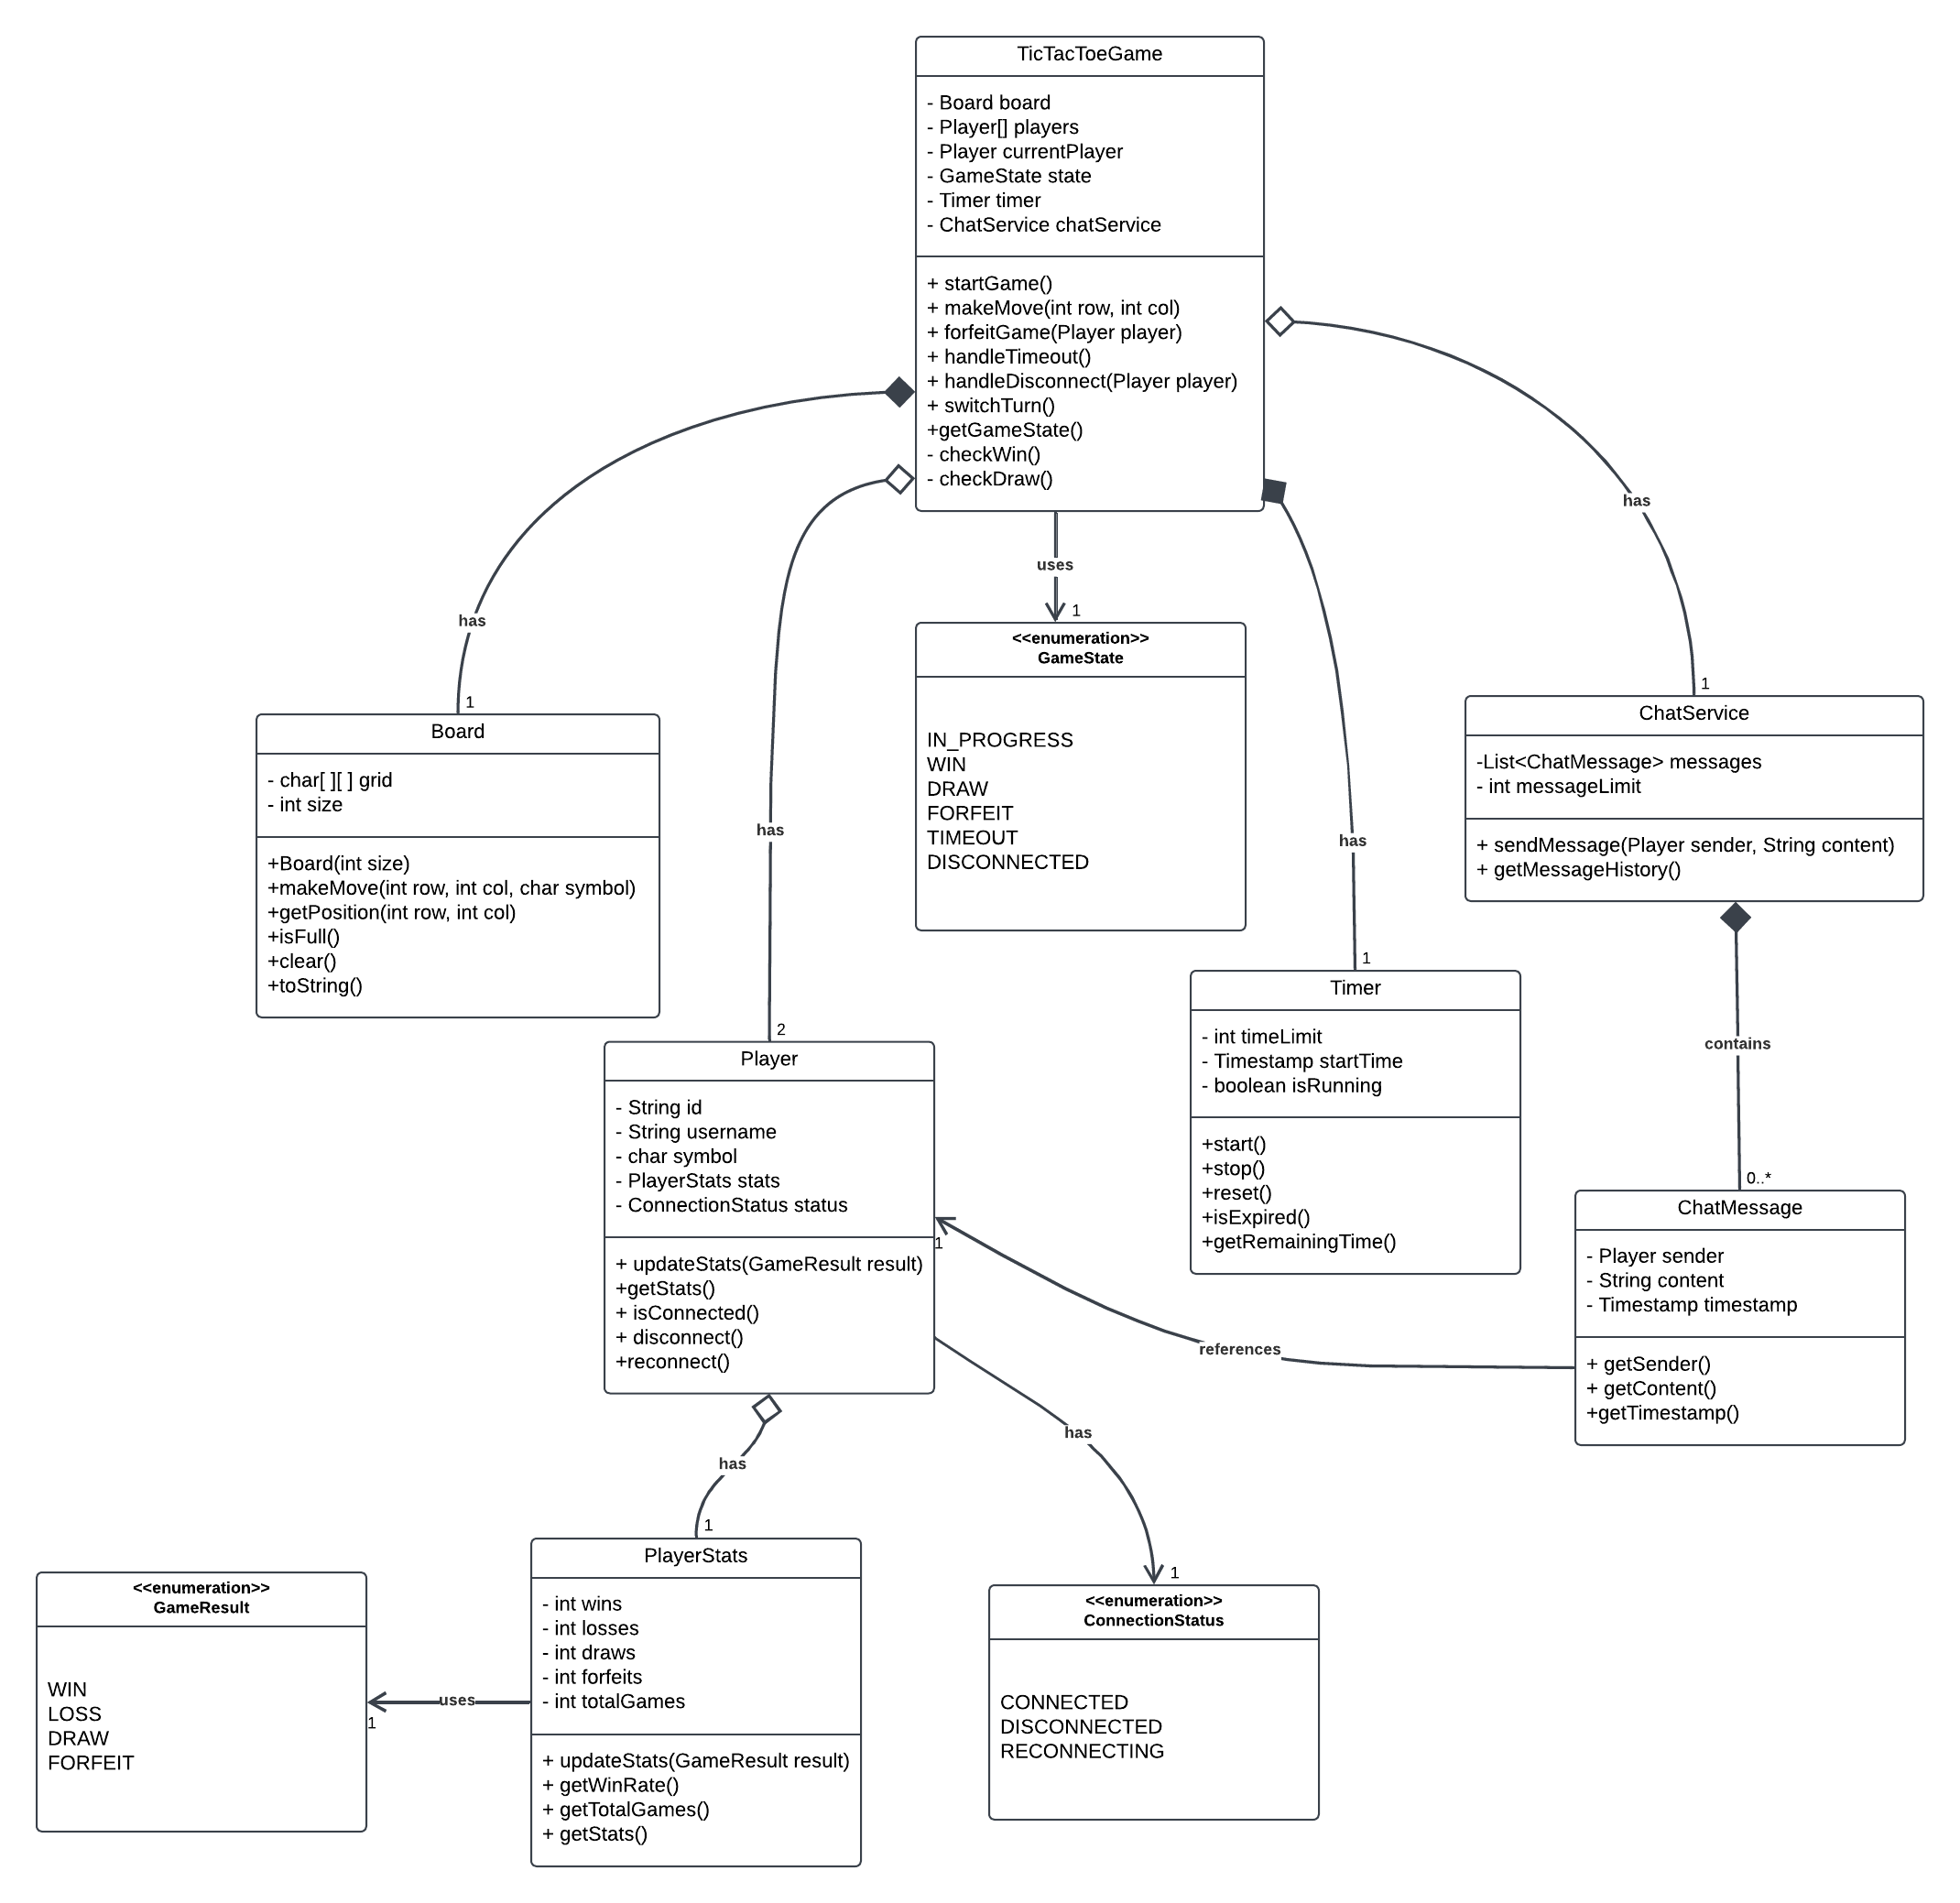 TicTacToeGame
- Board board
- Player[] players
- Player currentPlayer
- GameState state
- Timer timer
- ChatService chatService
+ startGame()
+ makeMove(int row, int col)
+ forfeitGame(Player player)
+ handleTimeout()
+ handleDisconnect(Player player)
+ switchTurn()
+getGameState()
- checkWin()
- checkDraw()
has
has
has
has
uses
1
1
2
1
1
<<enumeration>>
GameState
IN_PROGRESS
WIN
DRAW
FORFEIT
TIMEOUT
DISCONNECTED
Board
- char[ ][ ] grid
- int size
+Board(int size)
+makeMove(int row, int col, char symbol)
+getPosition(int row, int col)
+isFull()
+clear()
+toString()
ChatService
-List<ChatMessage> messages
- int messageLimit
+ sendMessage(Player sender, String content)
+ getMessageHistory()
contains
0..*
Timer
- int timeLimit
- Timestamp startTime
- boolean isRunning
+start()
+stop()
+reset()
+isExpired()
+getRemainingTime()
Player
- String id
- String username
- char symbol
- PlayerStats stats
- ConnectionStatus status
+ updateStats(GameResult result)
+getStats()
+ isConnected()
+ disconnect()
+reconnect()
1
references
ChatMessage
- Player sender
- String content
- Timestamp timestamp
+ getSender()
+ getContent()
+getTimestamp()
has
1
has
1
PlayerStats
- int wins
- int losses
- int draws
- int forfeits
- int totalGames
+ updateStats(GameResult result)
+ getWinRate()
+ getTotalGames()
+ getStats()
uses
1
<<enumeration>>
GameResult
WIN
LOSS
DRAW
FORFEIT
<<enumeration>>
ConnectionStatus
CONNECTED
DISCONNECTED
RECONNECTING